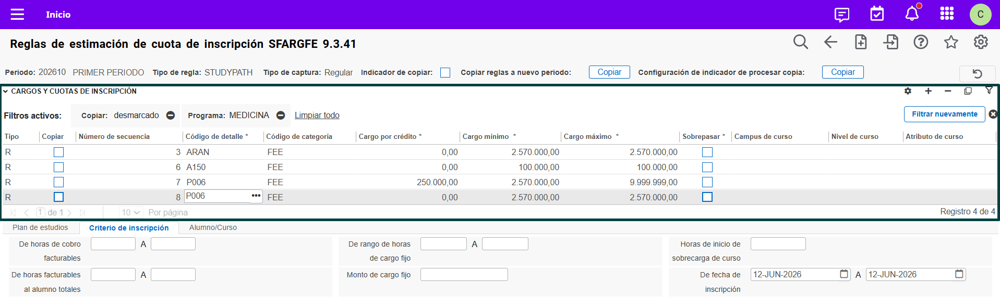 Inicio
C
Reglas de estimación de cuota de inscripción SFARGFE 9.3.41
Periodo: 202610 PRIMER PERIODO Tipo de regla: STUDYPATH Tipo de captura: Regular Indicador de copiar: Copiar reglas a nuevo periodo: Copiar Configuración de indicador de procesar copia: Copiar
CARGOS Y CUOTAS DE INSCRIPCIÓN
Filtros activos: Copiar: desmarcado Programa: MEDICINA Limpiar todo Filtrar nuevamente
Tipo Copiar Número de secuencia Código de detalle * Código de categoría Cargo por crédito * Cargo mínimo * Cargo máximo * Sobrepasar * Campus de curso Nivel de curso Atributo de curso
R 3 ARAN FEE 0,00 2.570.000,00 2.570.000,00
R 6 A150 FEE 0,00 100.000,00 100.000,00
R 7 P006 FEE 250.000,00 2.570.000,00 9.999.999,00
R 8 P006 ••• FEE 0,00 2.570.000,00 2.570.000,00
1 de 1 10 Por página Registro 4 de 4
Plan de estudios Criterio de inscripción Alumno/Curso
De horas de cobro facturables A
De rango de horas de cargo fijo A
Horas de inicio de sobrecarga de curso
De horas facturables al alumno totales A
Monto de cargo fijo
De fecha de inscripción 12-JUN-2026 A 12-JUN-2026